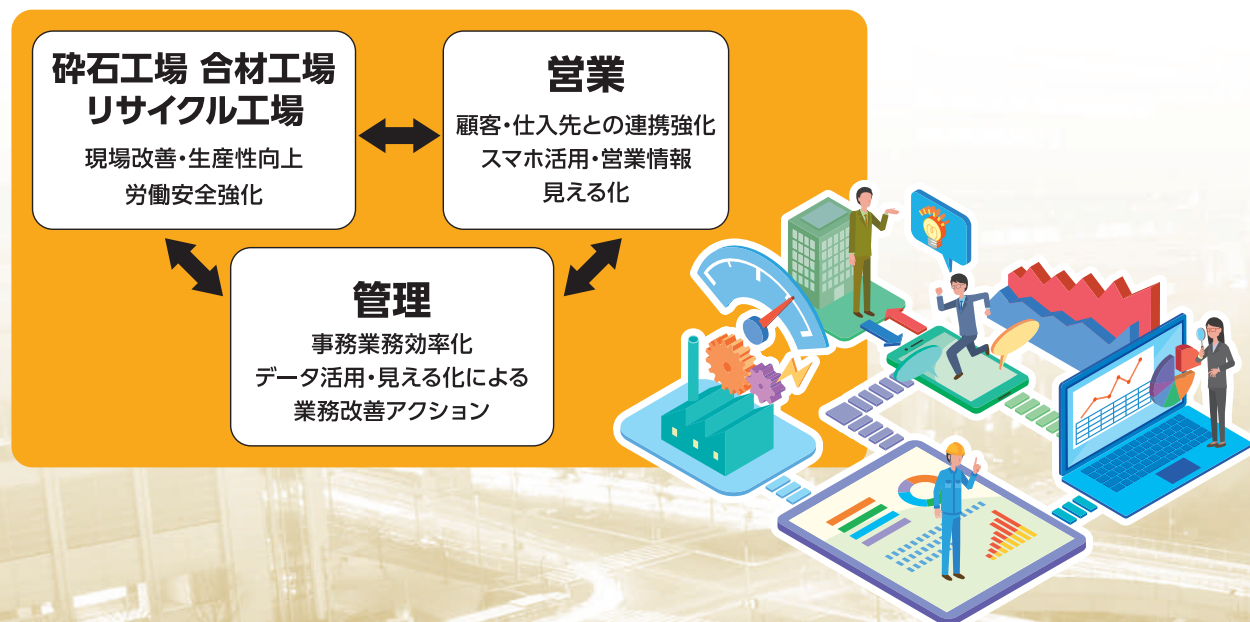 砕石工場 合材工場
リサイクル工場
現場改善・生産性向上
労働安全強化
営業
顧客・仕入先との連携強化
スマホ活用・営業情報
見える化
管理
事務業務効率化
データ活用・見える化による
業務改善アクション